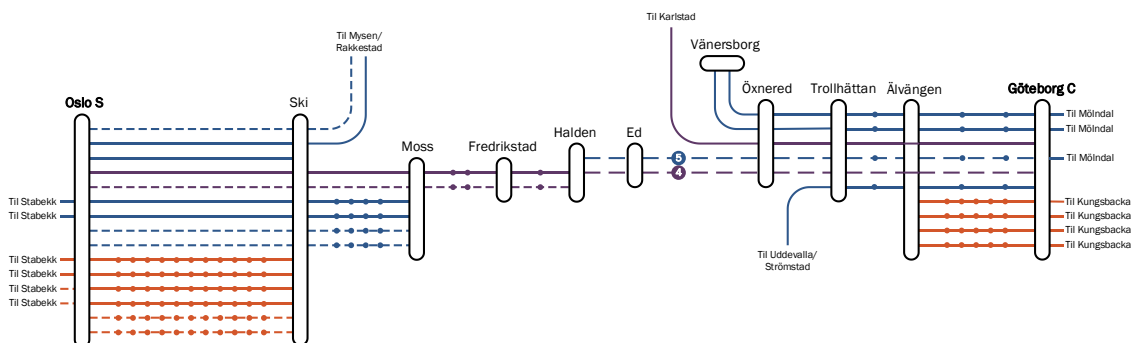 Til Karlstad
Til Mysen/
Rakkestad
Vänersborg
Oslo S
Ski
Öxnered
Trollhättan
Älvängen
Göteborg C
Til Mölndal
Til Mölndal
Halden
Ed
Moss
Fredrikstad
5
Til Mölndal
4
Til Stabekk
Til Stabekk
Til Kungsbacka
Til Kungsbacka
Til Kungsbacka
Til Kungsbacka
Til Uddevalla/
Strömstad
Til Stabekk
Til Stabekk
Til Stabekk
Til Stabekk